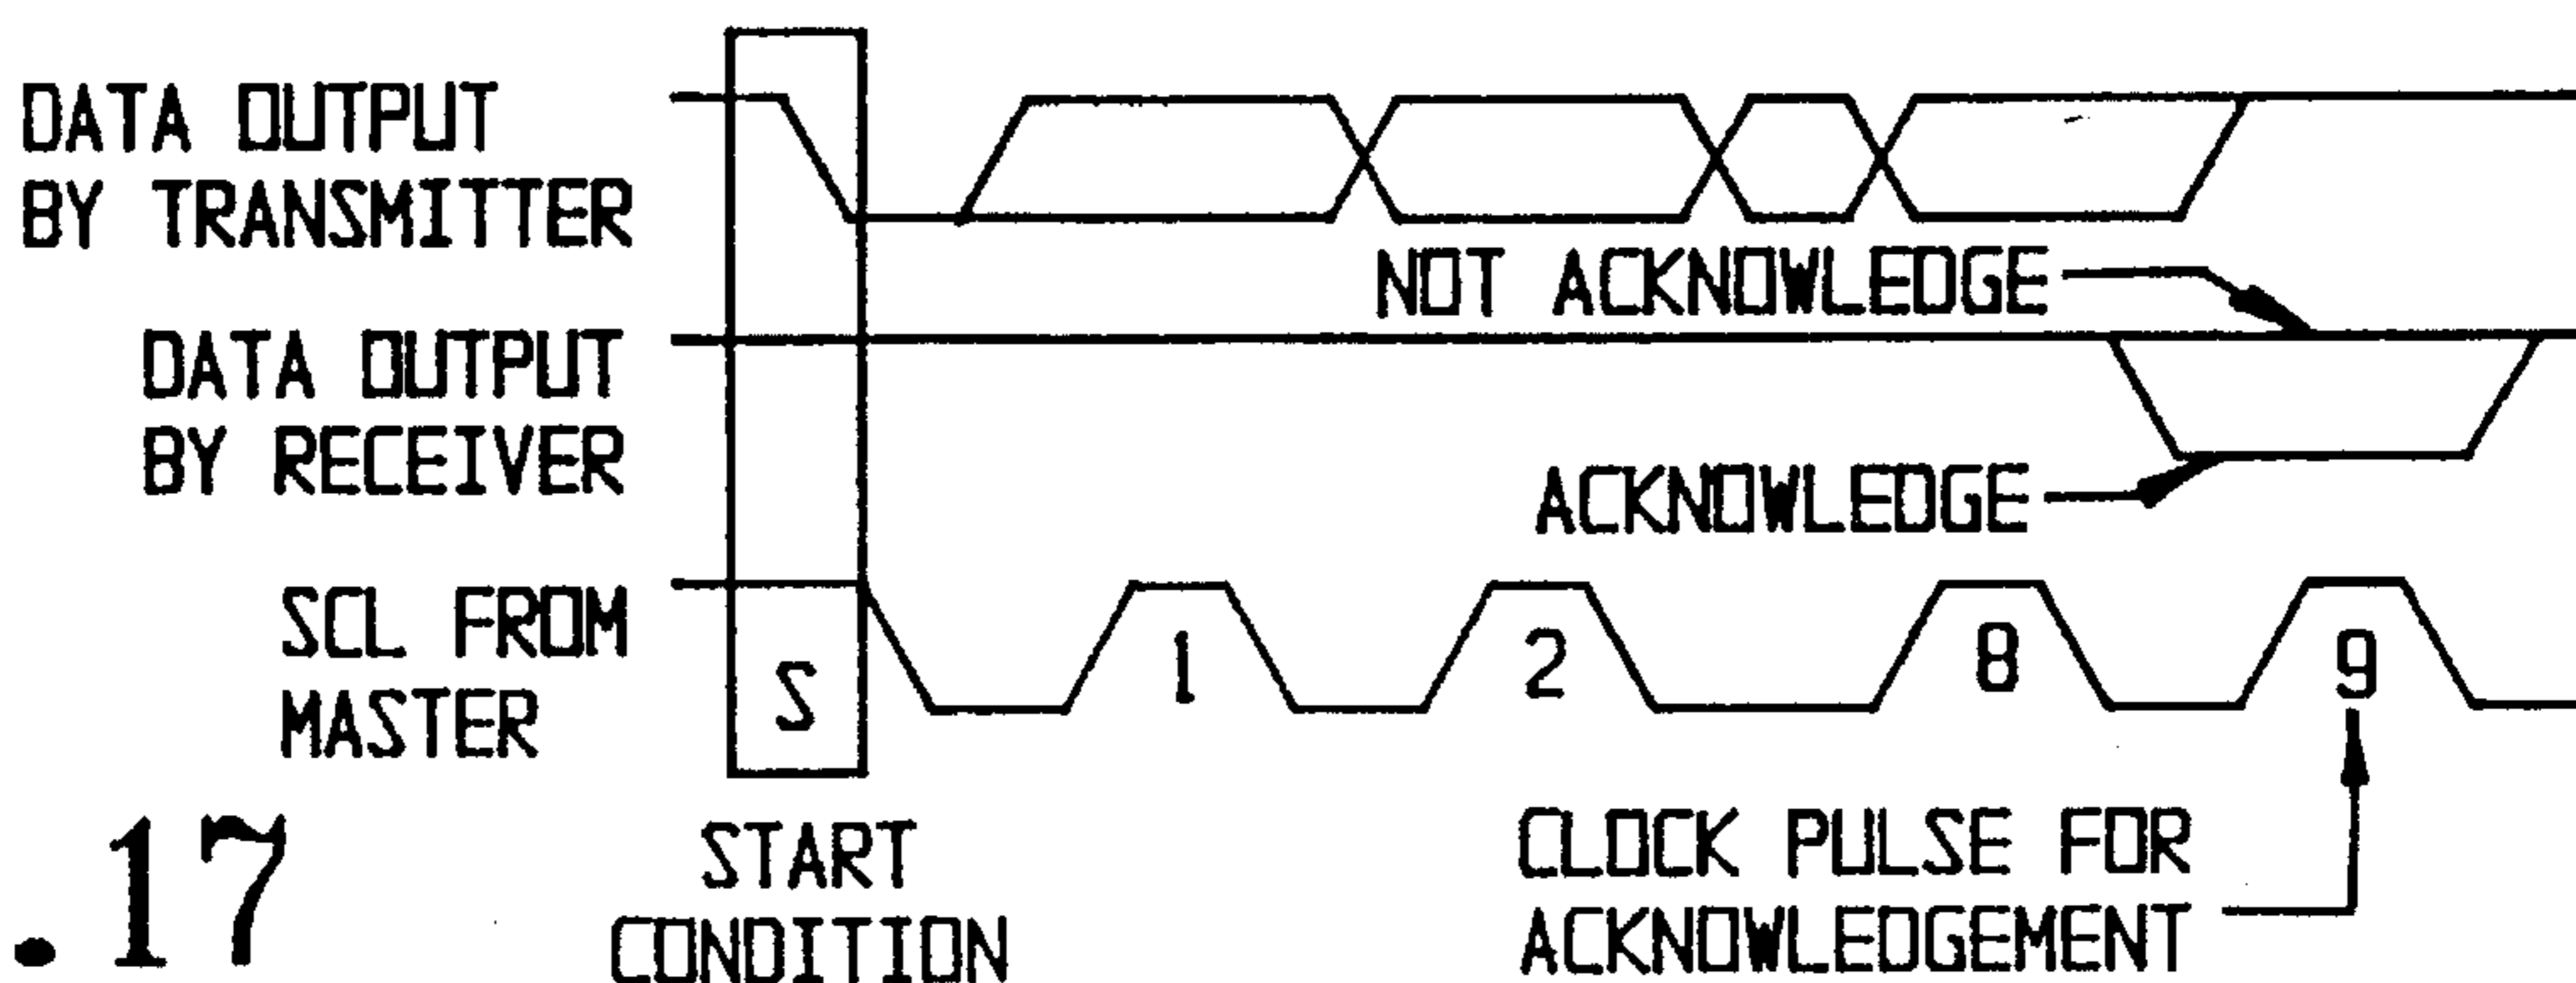 DATA OUTPUT
BY TRANSMITTER
NOT ACKNOWLEDGE
DATA OUTPUT
BY RECEIVER
ACKNOWLEDGE
SCL FROM
MASTER
S
1
2
8
9
START
CONDITION
CLOCK PULSE FOR
ACKNOWLEDGEMENT
.17